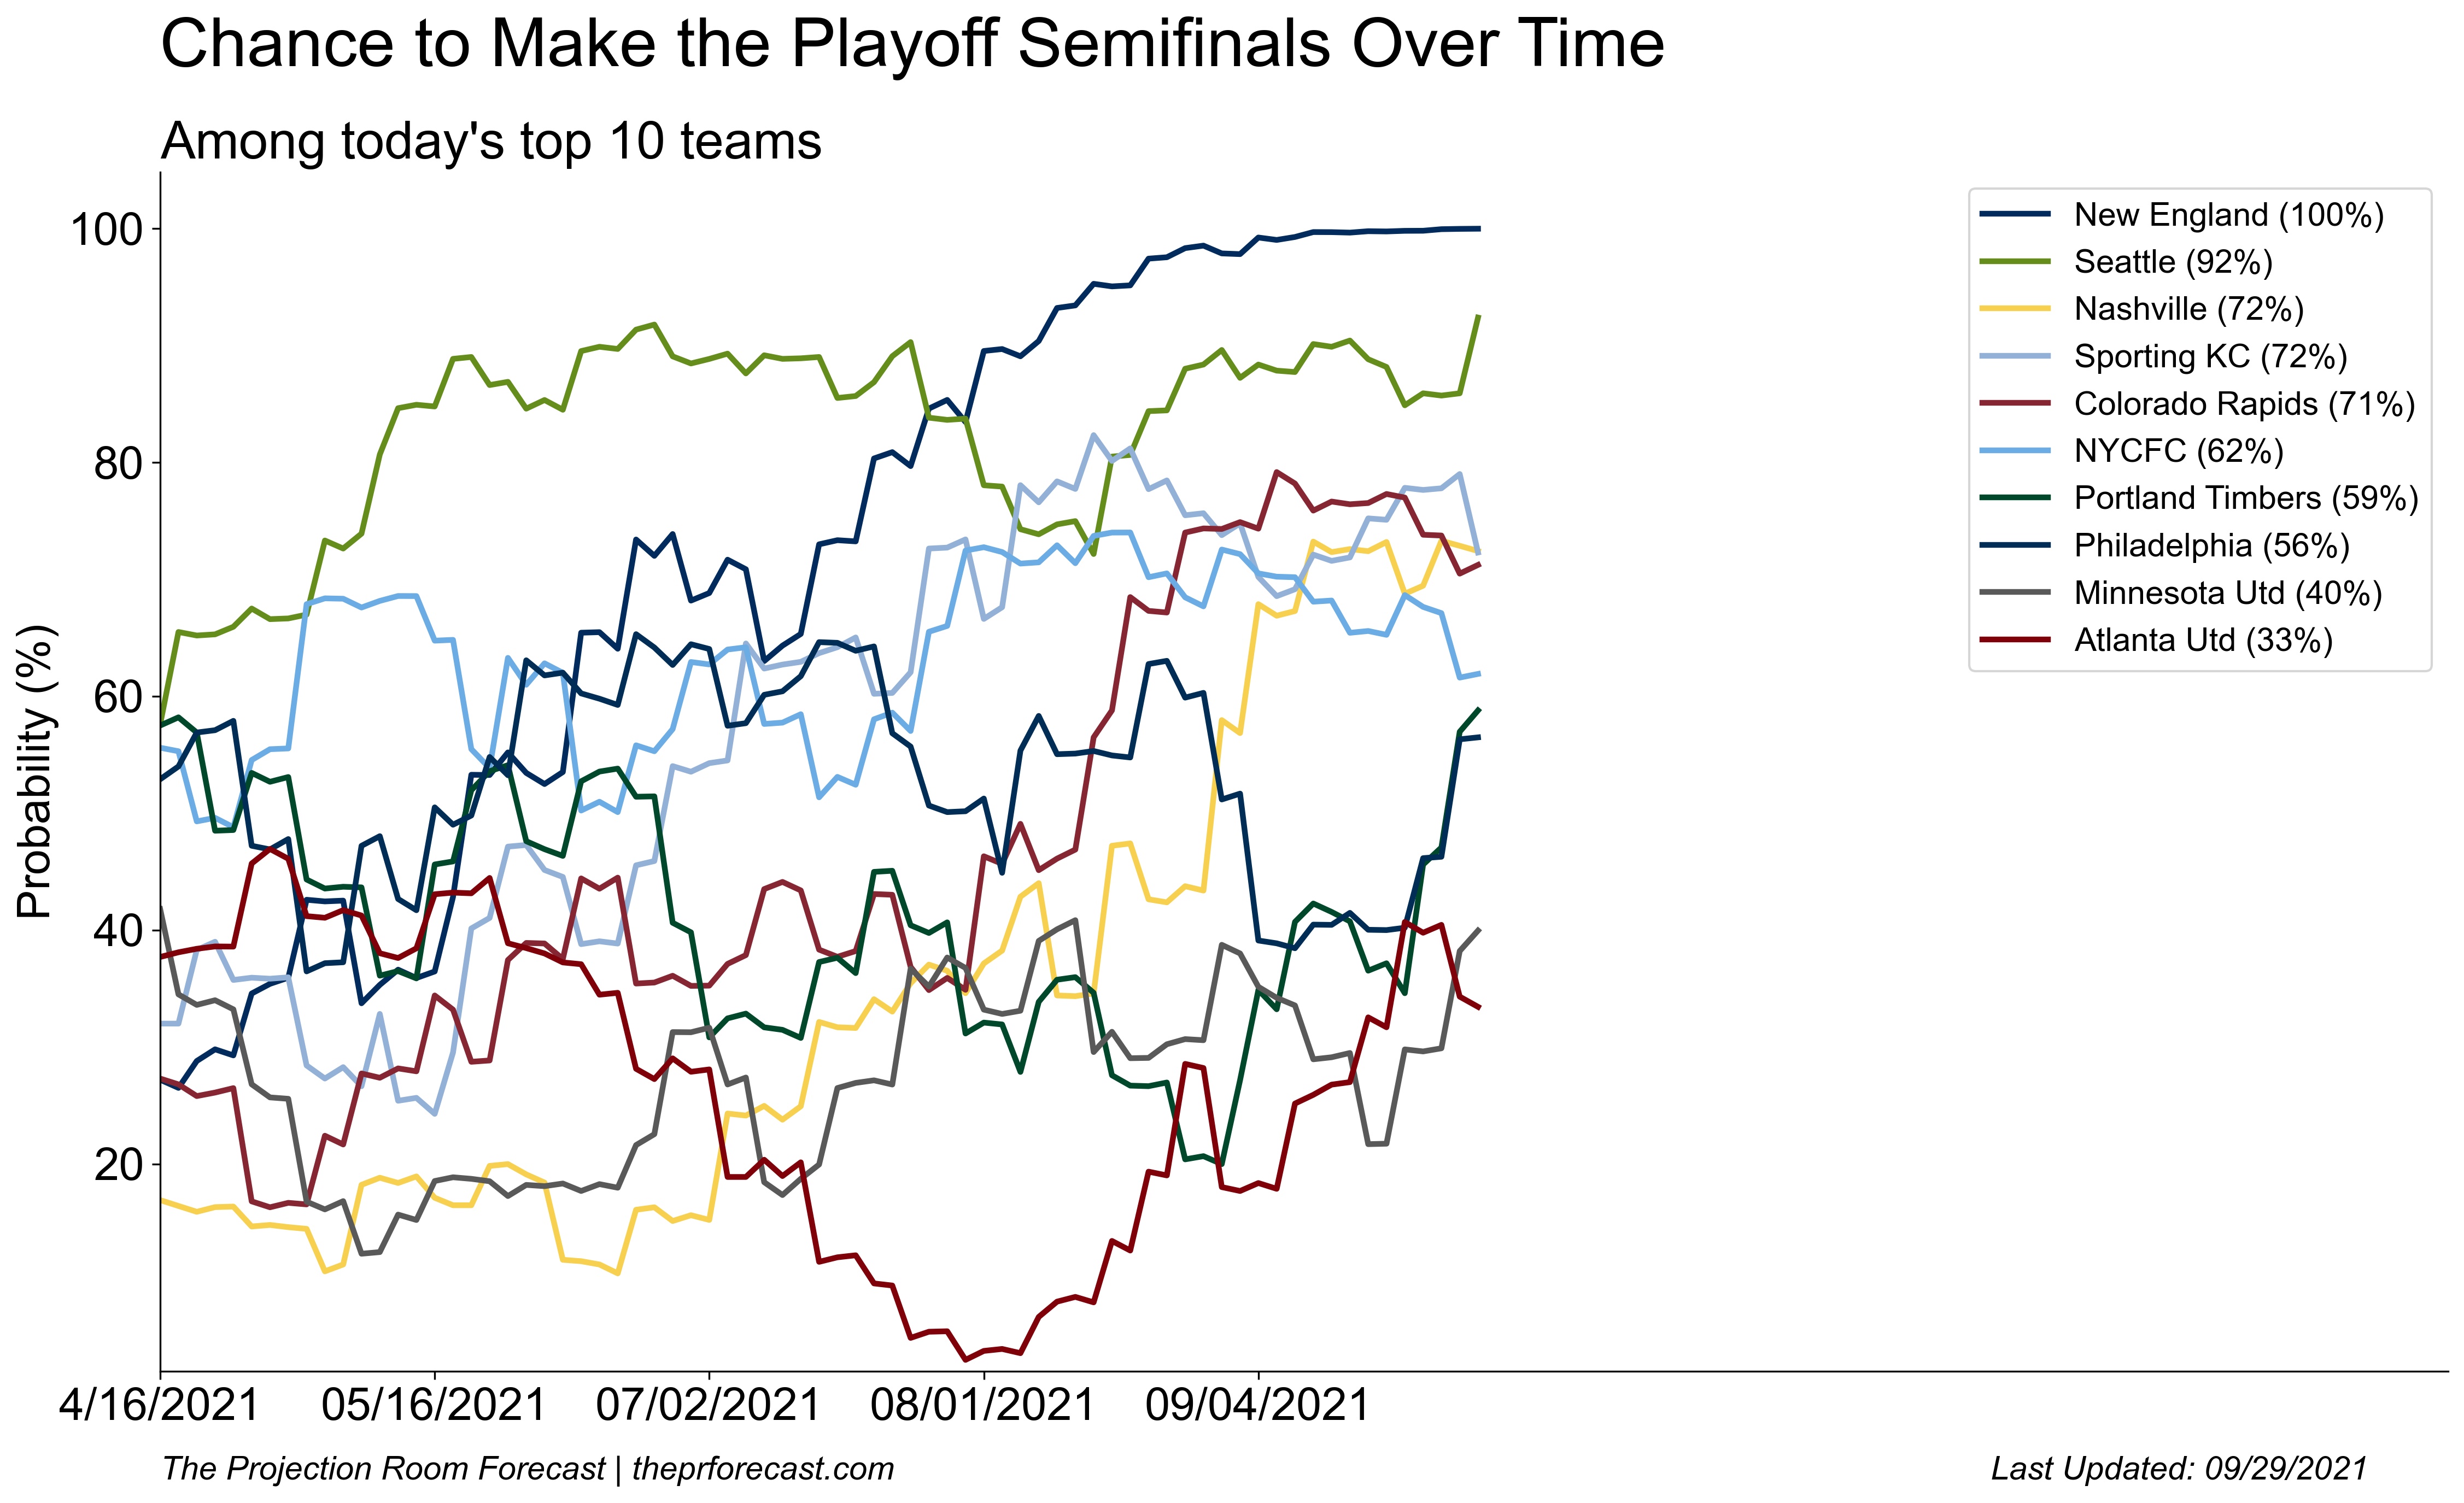 Chance to Make the Playoff Semifinals Over Time
Among today's top 10 teams
Probability (%)
100
80
60
40
20
New England (100%)
Seattle (92%)
Nashville (72%)
Sporting KC (72%)
Colorado Rapids (71%)
NYCFC (62%)
Portland Timbers (59%)
Philadelphia (56%)
Minnesota Utd (40%)
Atlanta Utd (33%)
4/16/2021 05/16/2021 07/02/2021 08/01/2021 09/04/2021
The Projection Room Forecast | theprforecast.com
Last Updated: 09/29/2021